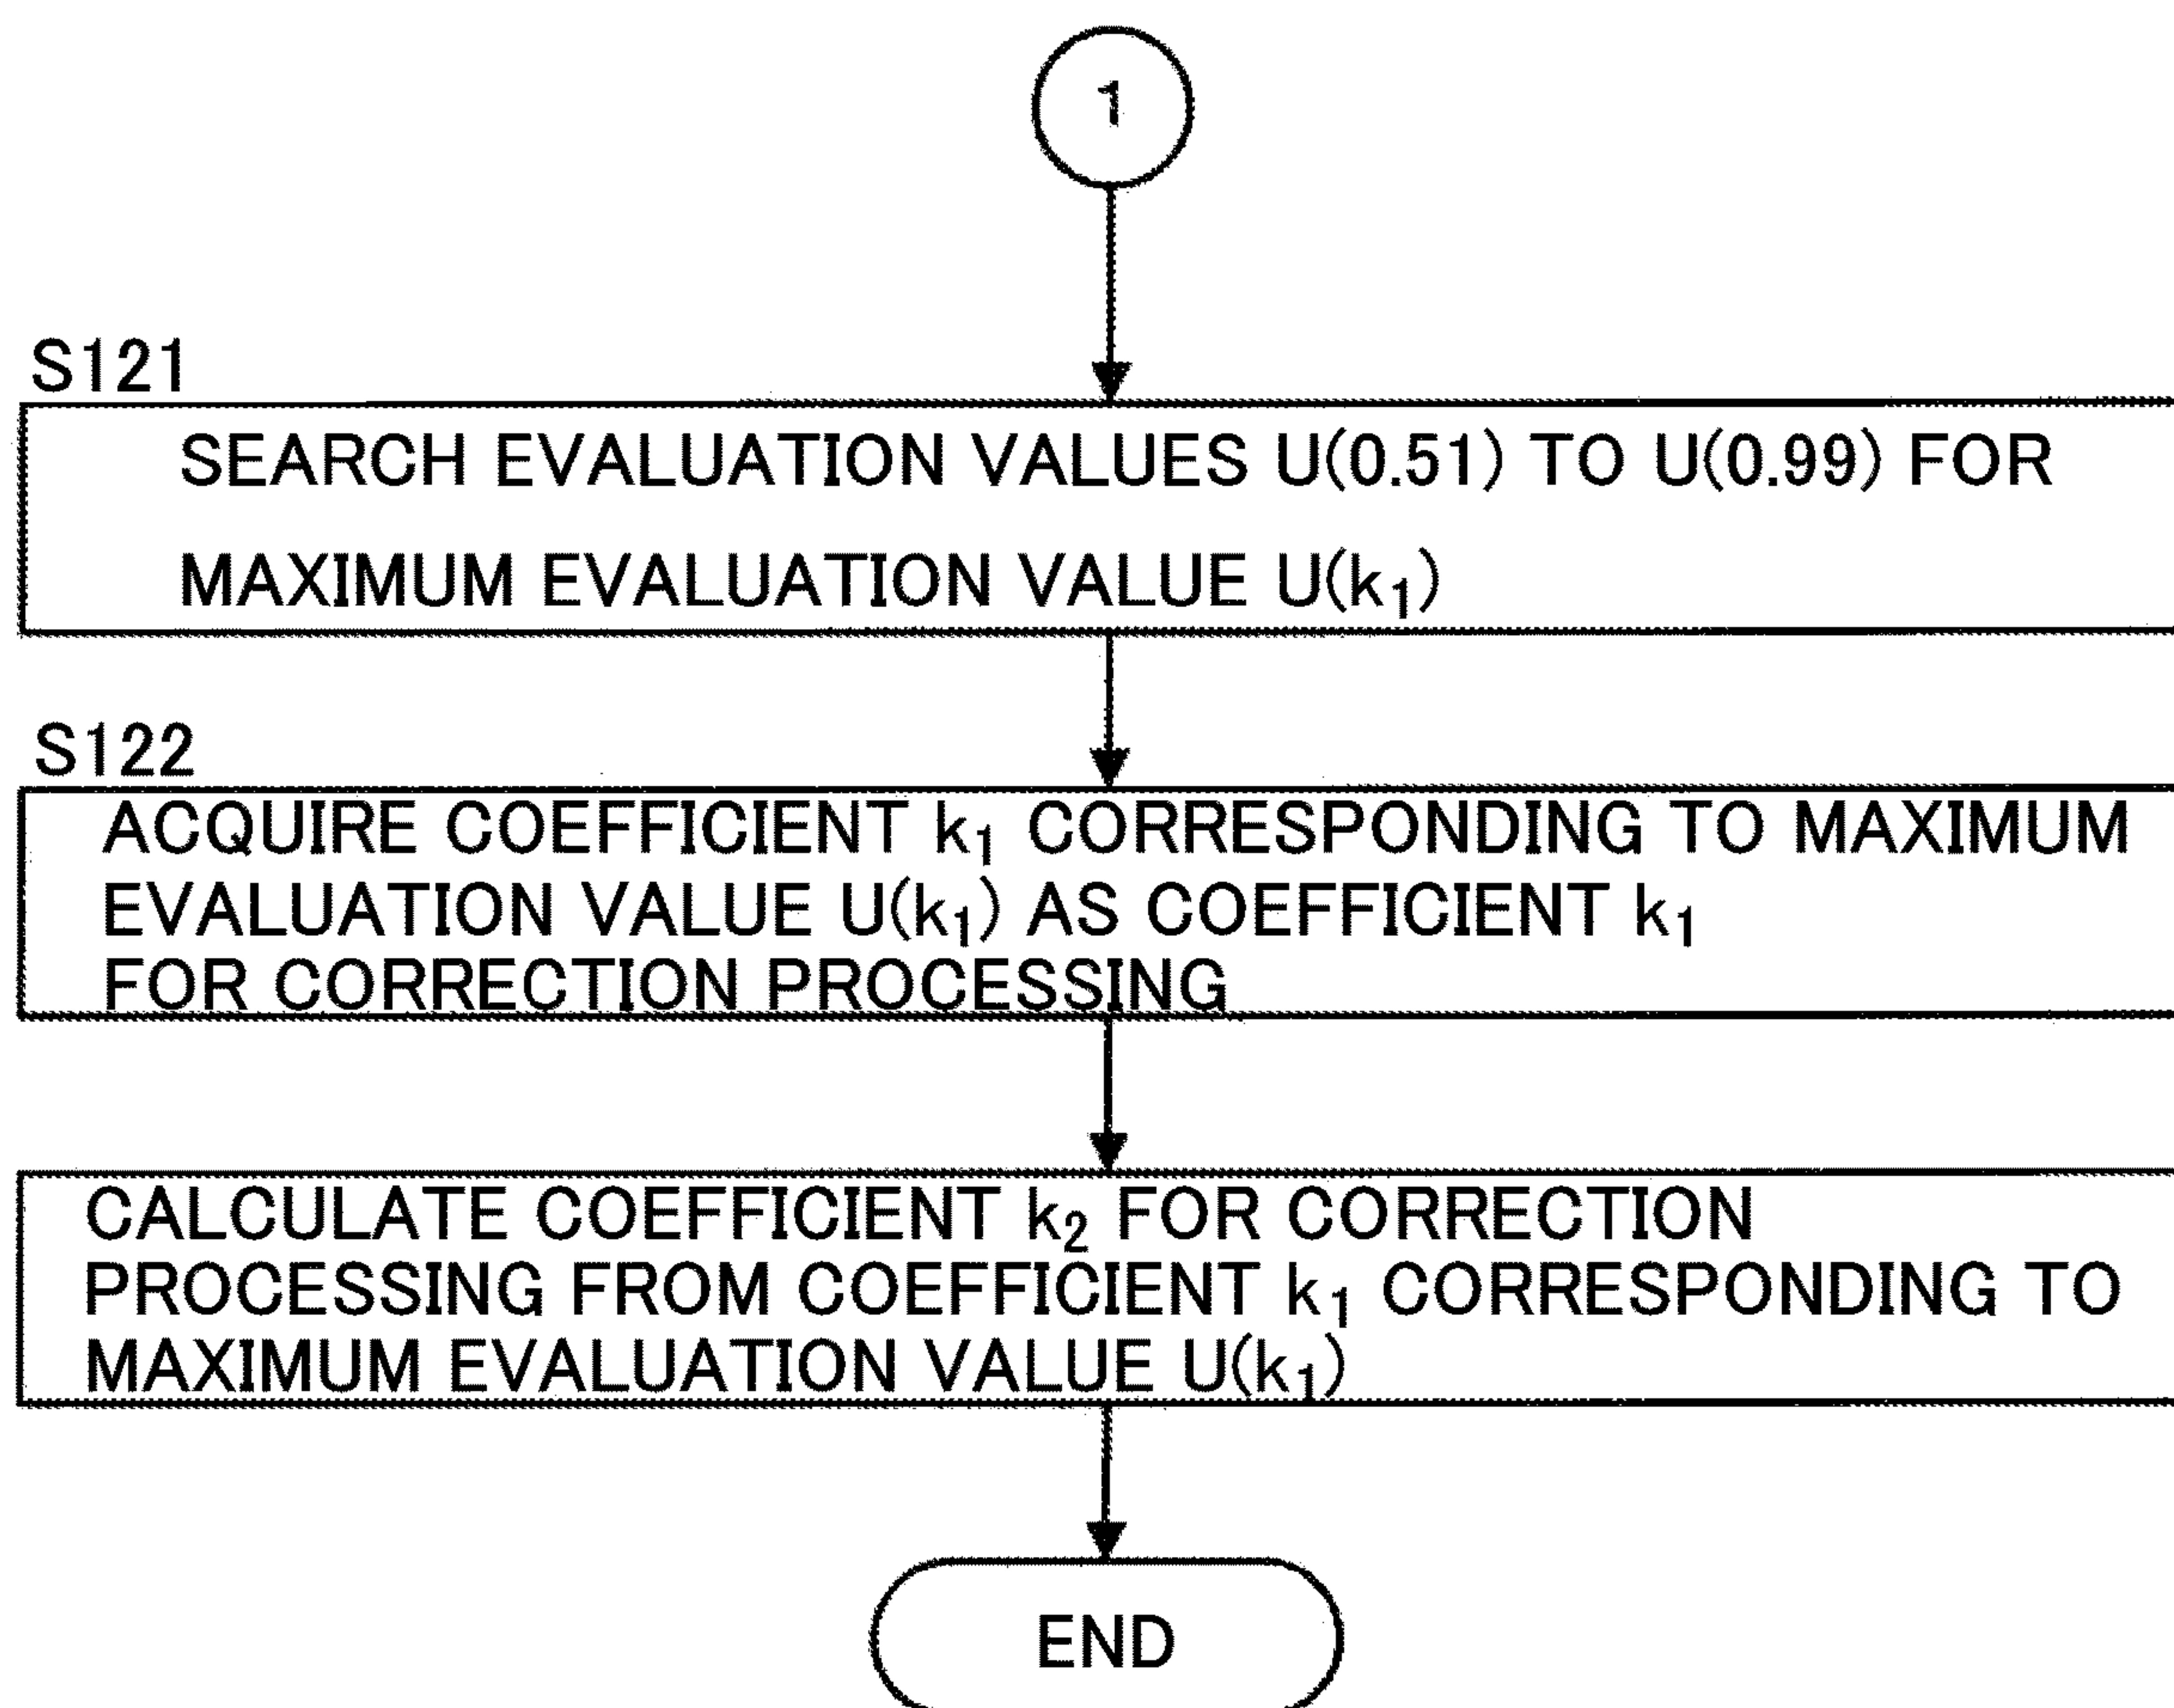 1
S121
SEARCH EVALUATION VALUES U(0.51) TO U(0.99) FOR
MAXIMUM EVALUATION VALUE U(k₁)
S122
ACQUIRE COEFFICIENT k₁ CORRESPONDING TO MAXIMUM
EVALUATION VALUE U(k₁) AS COEFFICIENT k₁
FOR CORRECTION PROCESSING
CALCULATE COEFFICIENT k₂ FOR CORRECTION
PROCESSING FROM COEFFICIENT k₁ CORRESPONDING TO
MAXIMUM EVALUATION VALUE U(k₁)
END